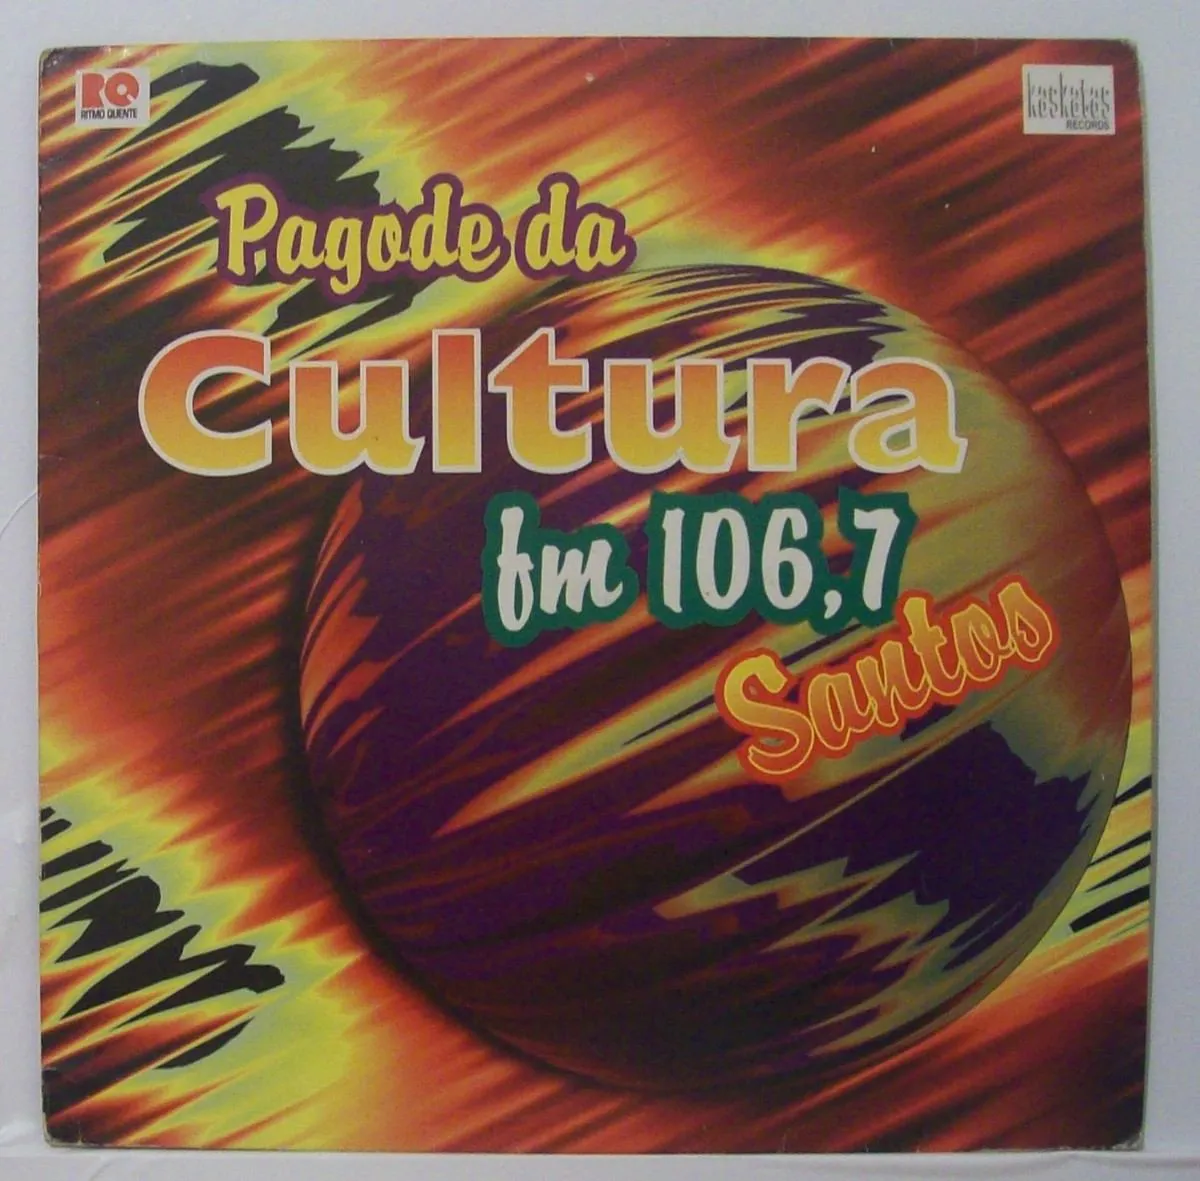 RQ
RITMO QUENTE
kaskatas
RECORDS
Pagode da
Cultura
fm 106,7
Santos